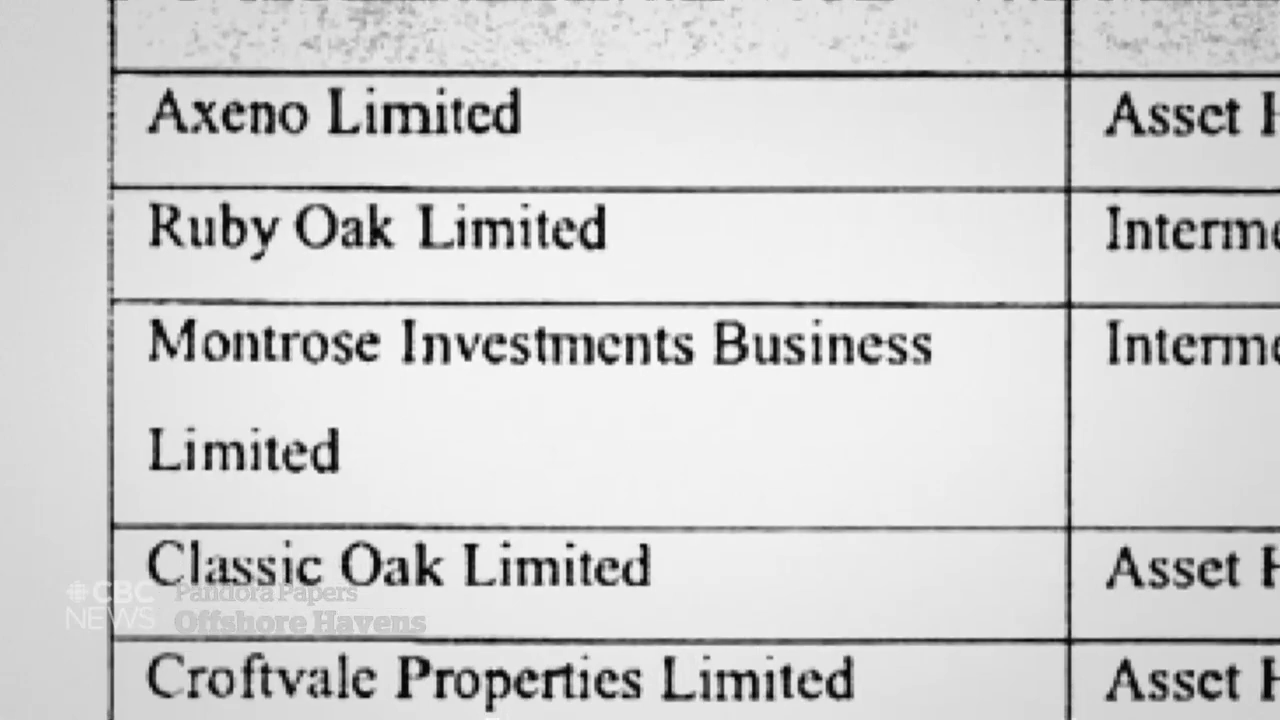 Axeno Limited
Asset
Ruby Oak Limited
Montrose Investments Business
Limited
Classic Oak Limited
Asset
CBC
NEWS
Pandora Papers
Offshore Havens
Croftvale Properties Limited
Asset